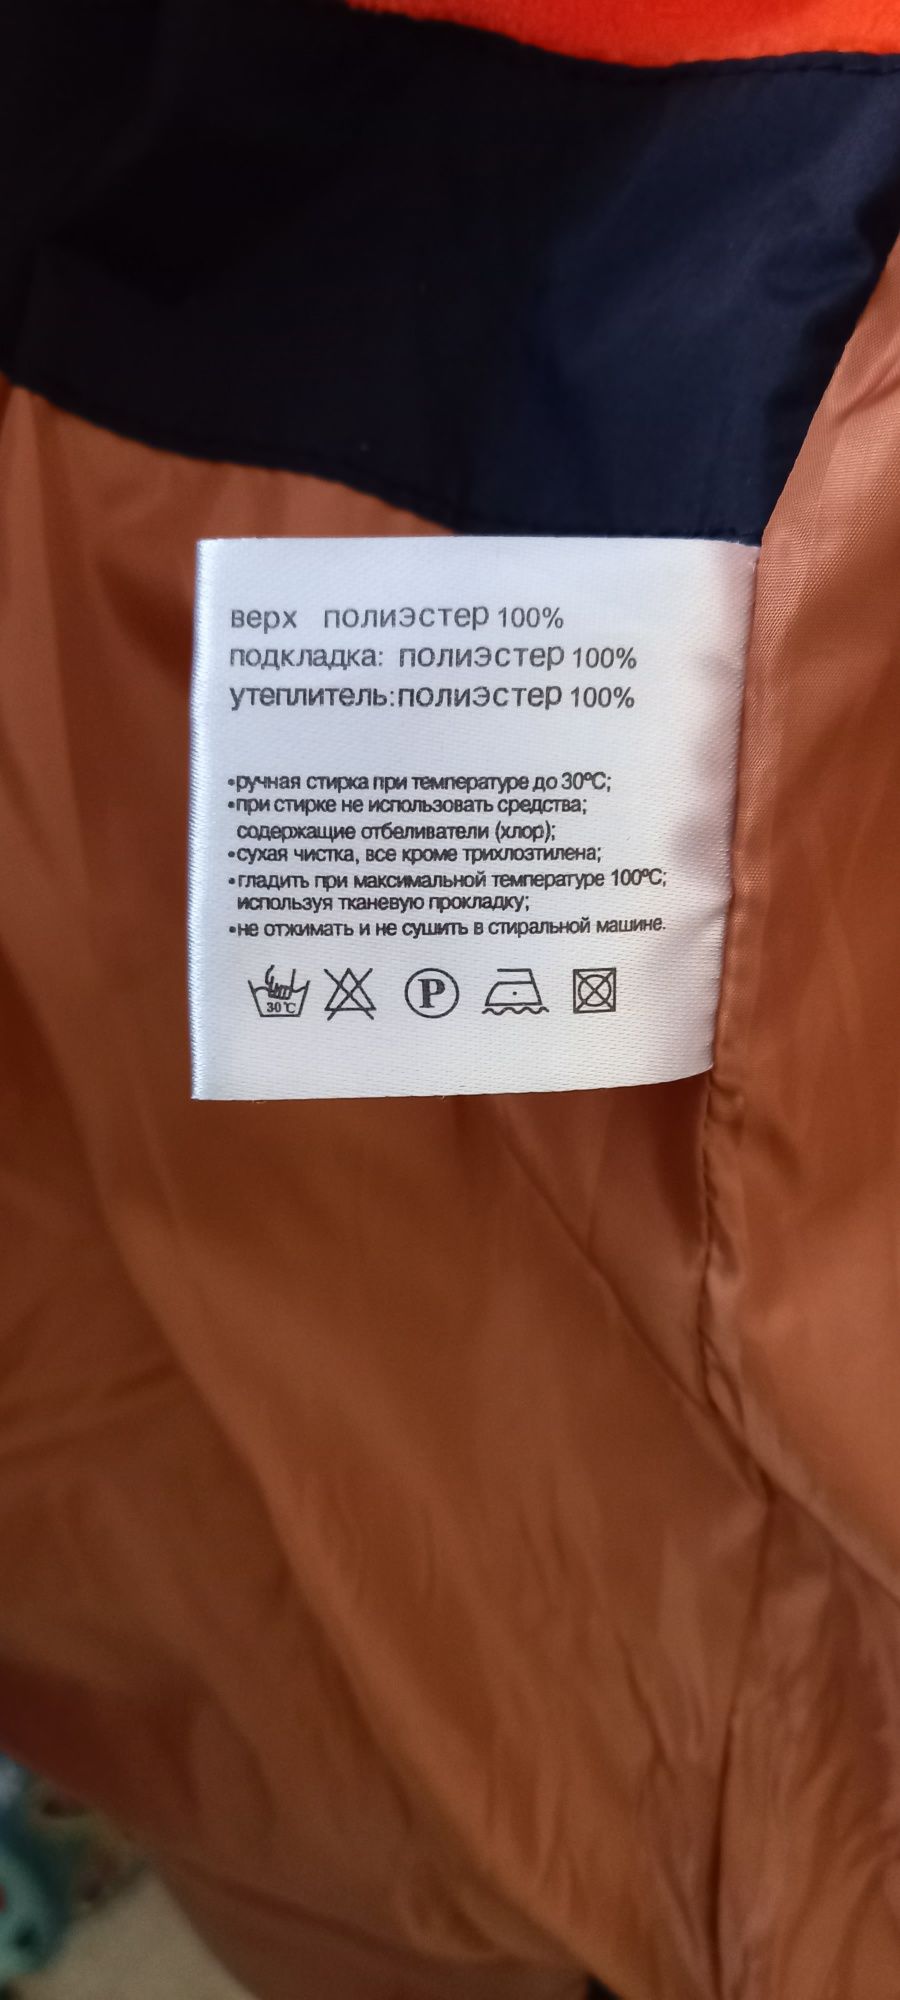 верх полиэстер 100%
подкладка: полиэстер 100%
утеплитель:полиэстер 100%
•ручная стирка при температуре до 30ºC;
•при стирке не использовать средства;
содержащие отбеливатели (хлор);
•сухая чистка, все кроме трихлоэтилена;
•гладить при максимальной температуре 100ºC;
используя тканевую прокладку;
•не отжимать и не сушить в стиральной машине.
30℃ P